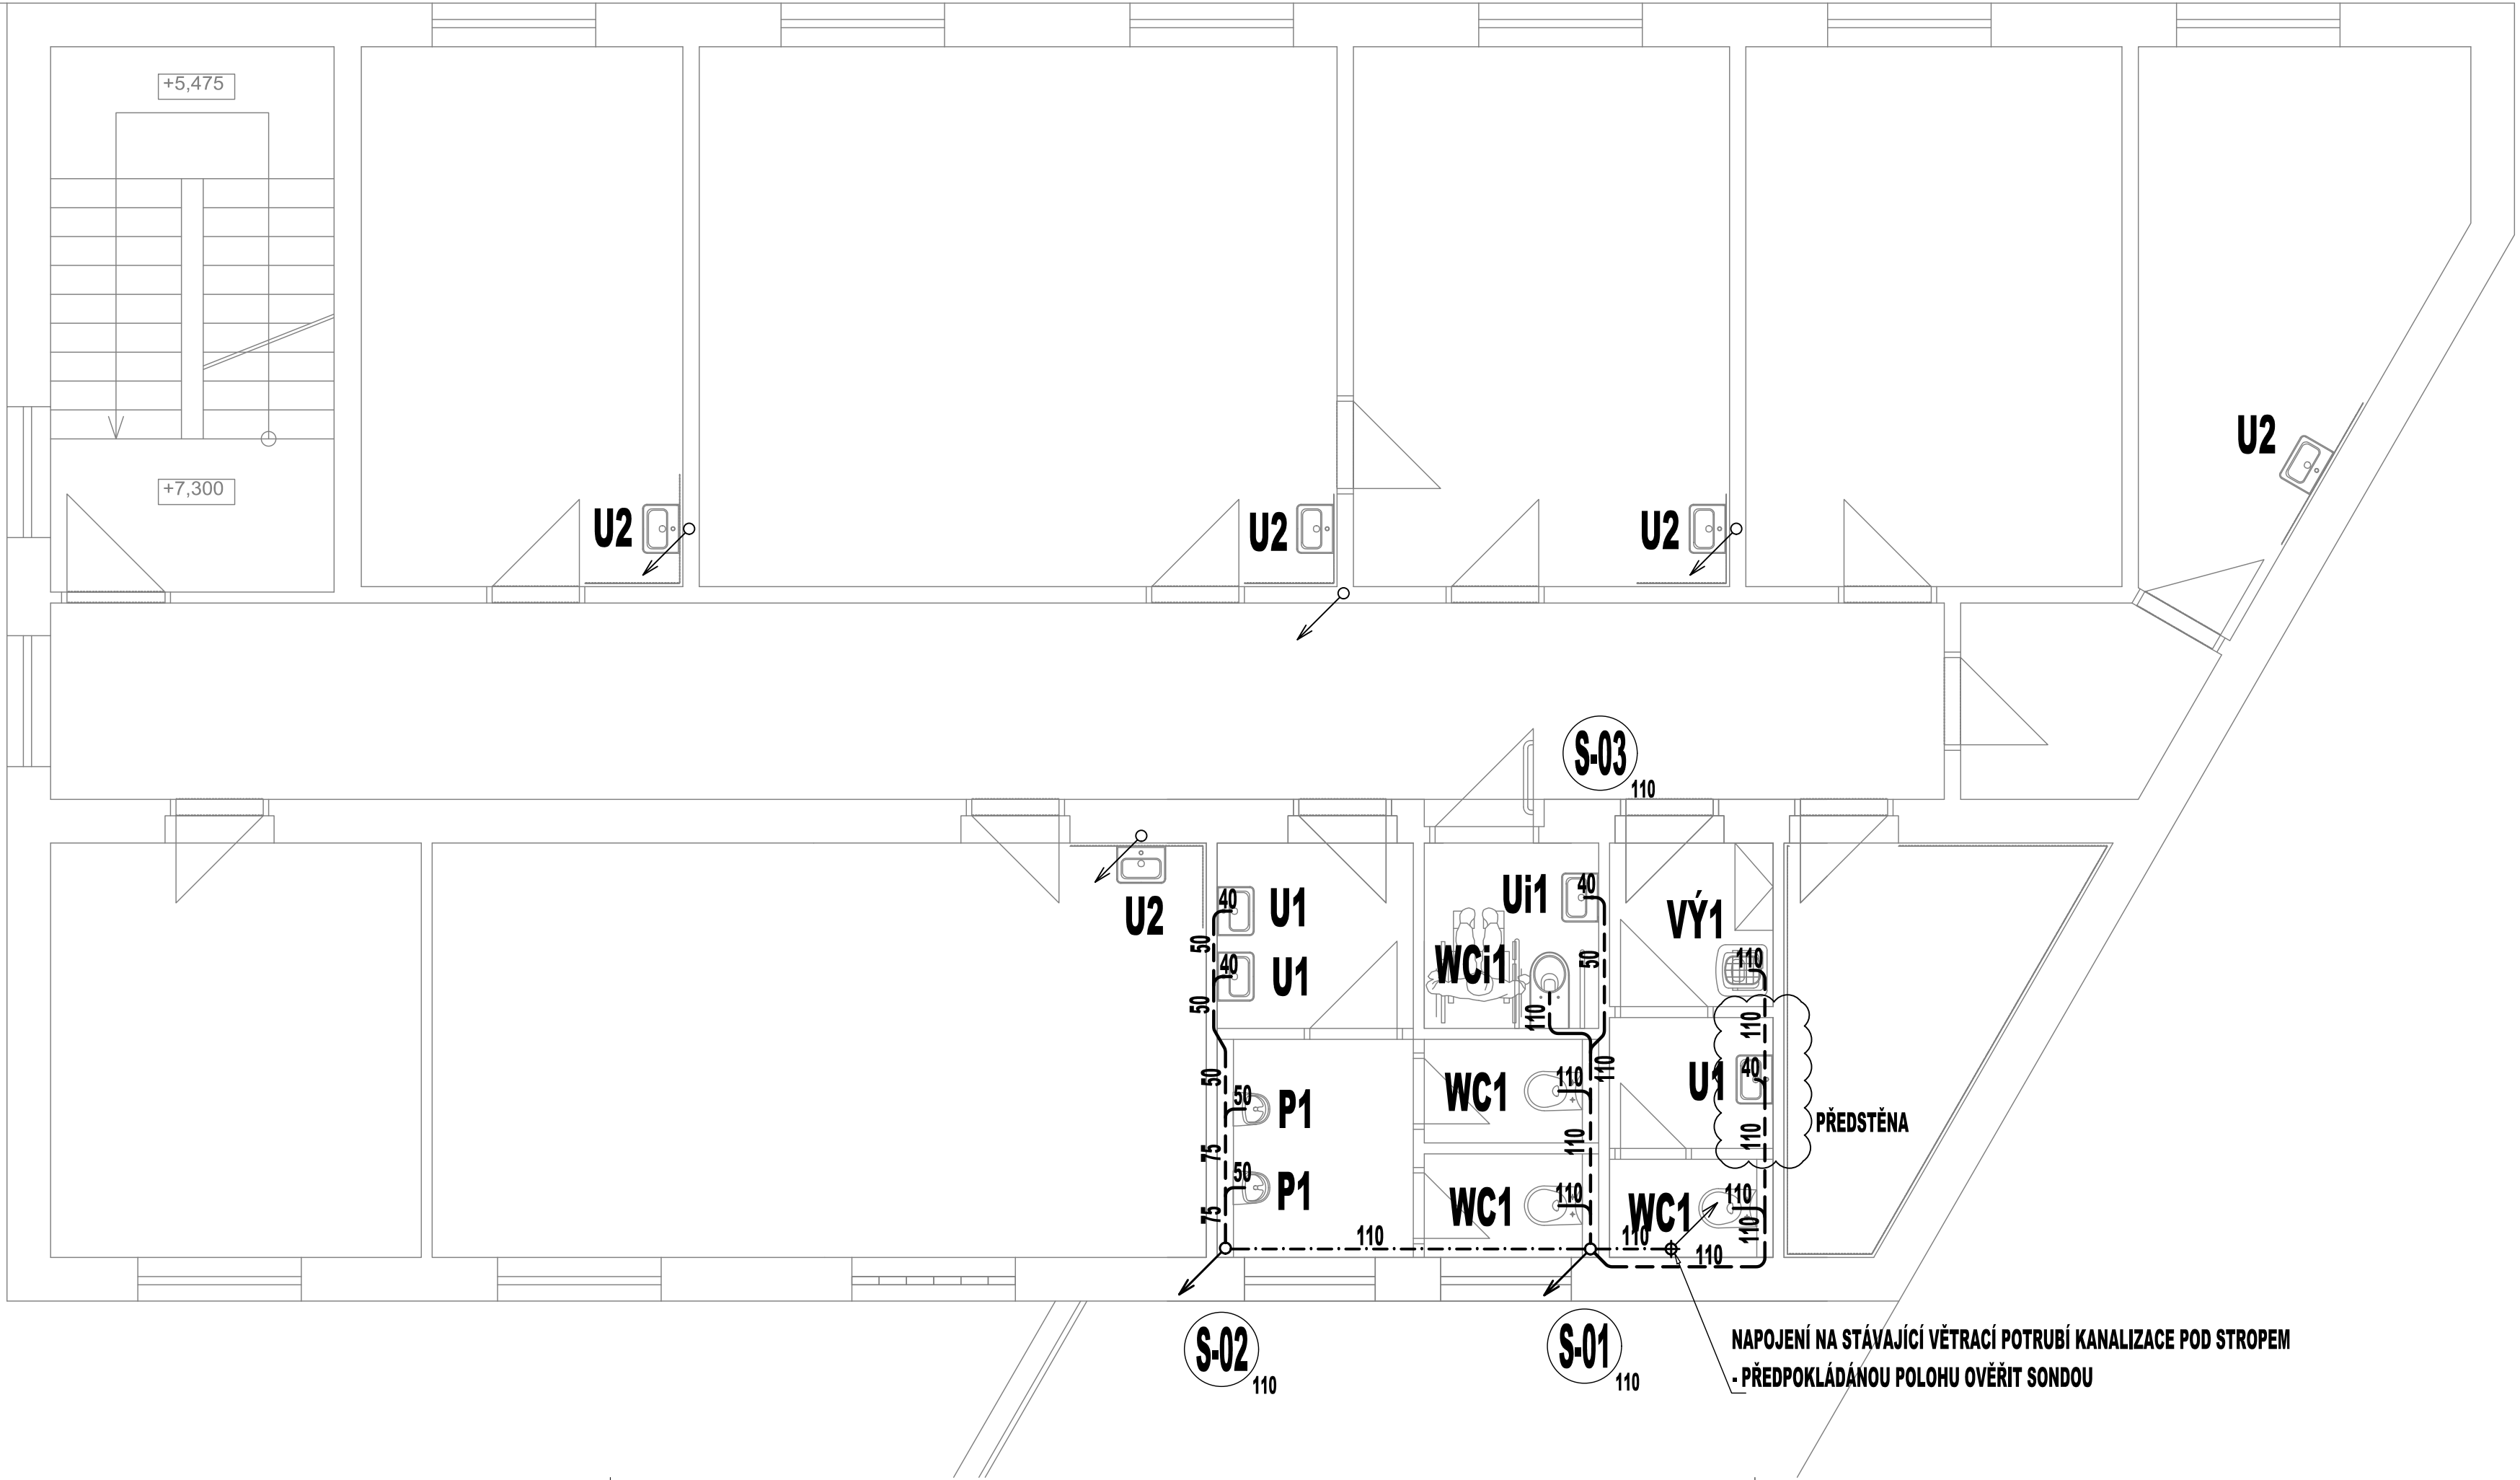 +5,475
+7,300
U2
U2
U2
U2
S-03
110
U2
40
U1
50
40
U1
50
Ui1
40
WCi1
50
110
VÝ1
110
110
U1
40
110
PŘEDSTĚNA
50
50
P1
75
50
P1
75
WC1
110
110
110
WC1
110
WC1
110
110
110
110
110
S-02
110
S-01
110
NAPOJENÍ NA STÁVAJÍCÍ VĚTRACÍ POTRUBÍ KANALIZACE POD STROPEM
- PŘEDPOKLÁDÁNOU POLOHU OVĚŘIT SONDOU